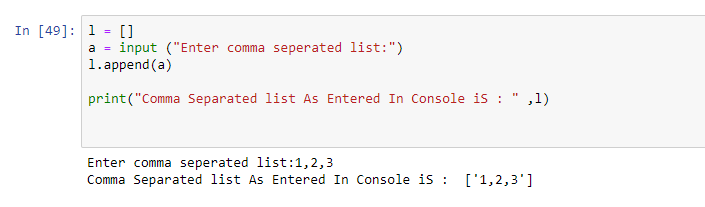 In [49]: l = []
a = input ("Enter comma seperated list:")
l.append(a)
print("Comma Separated list As Entered In Console iS : " ,l)
Enter comma seperated list:1,2,3
Comma Separated list As Entered In Console iS :  ['1,2,3']